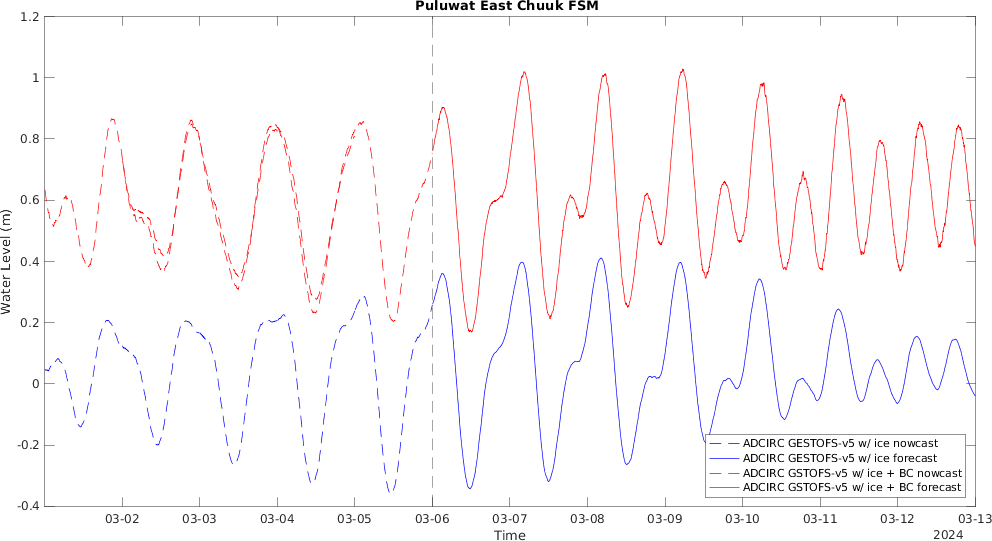 Puluwat East Chuuk FSM
1.2
1
0.8
0.6
0.4
0.2
0
-0.2
-0.4
Water Level (m)
ADCIRC GESTOFS-v5 w/ ice nowcast
ADCIRC GESTOFS-v5 w/ ice forecast
ADCIRC GSTOFS-v5 w/ ice + BC nowcast
ADCIRC GSTOFS-v5 w/ ice + BC forecast
03-02 03-03 03-04 03-05 03-06 03-07 03-08 03-09 03-10 03-11 03-12 03-13
Time
2024